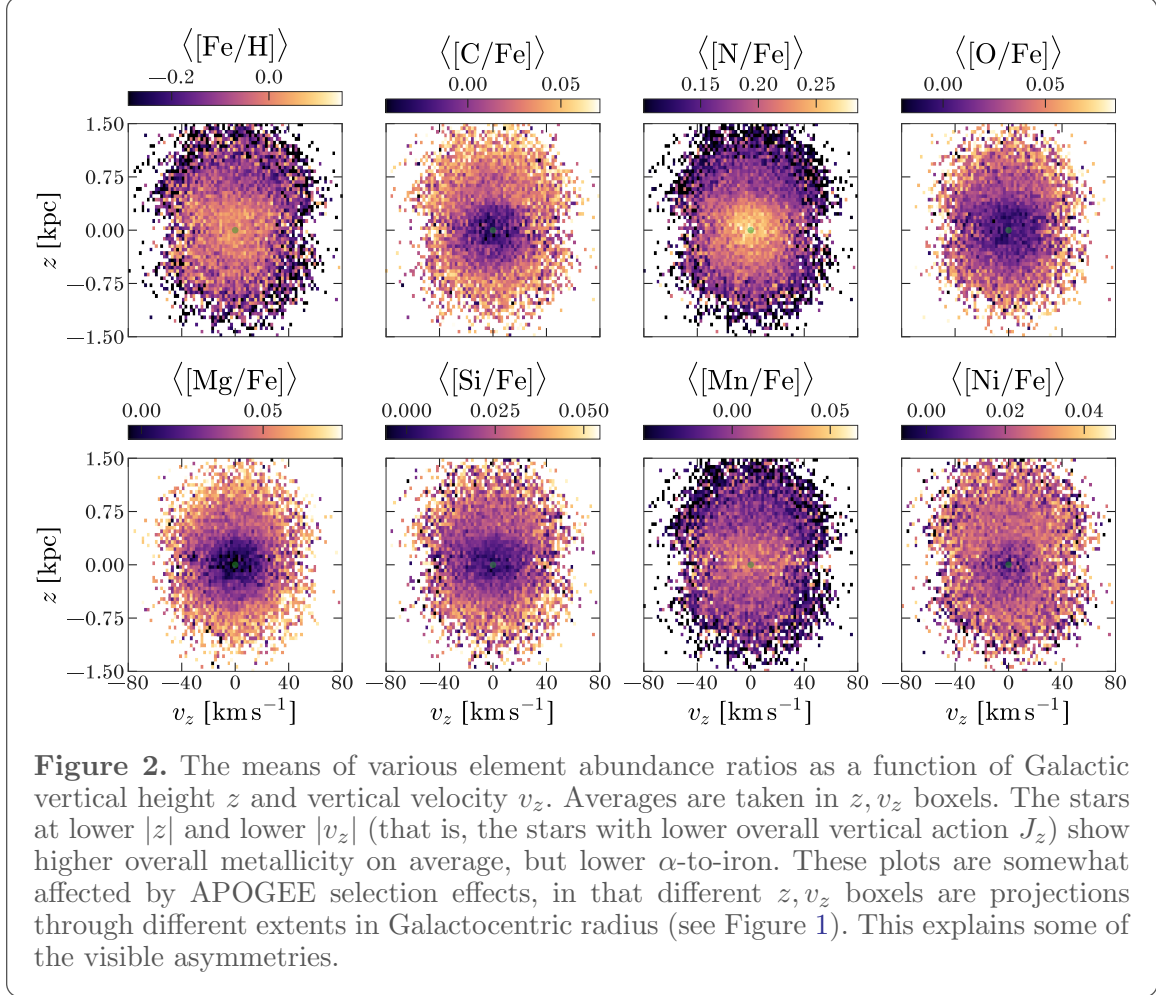 ⟨[Fe/H]⟩ ⟨[C/Fe]⟩ ⟨[N/Fe]⟩ ⟨[O/Fe]⟩
−0.2 0.0 0.00 0.05 0.15 0.20 0.25 0.00 0.05
1.50
0.75
0.00
−0.75
−1.50
z [kpc]
⟨[Mg/Fe]⟩ ⟨[Si/Fe]⟩ ⟨[Mn/Fe]⟩ ⟨[Ni/Fe]⟩
0.00 0.05 0.000 0.025 0.050 0.00 0.05 0.00 0.02 0.04
1.50
0.75
0.00
−0.75
−1.50
z [kpc]
−80 −40 0 40 80 −80 −40 0 40 80 −80 −40 0 40 80 −80 −40 0 40 80
v_z [km s⁻¹] v_z [km s⁻¹] v_z [km s⁻¹] v_z [km s⁻¹]
Figure 2. The means of various element abundance ratios as a function of Galactic
vertical height z and vertical velocity v_z. Averages are taken in z, v_z boxels. The stars
at lower |z| and lower |v_z| (that is, the stars with lower overall vertical action J_z) show
higher overall metallicity on average, but lower α-to-iron. These plots are somewhat
affected by APOGEE selection effects, in that different z, v_z boxels are projections
through different extents in Galactocentric radius (see Figure 1). This explains some of
the visible asymmetries.